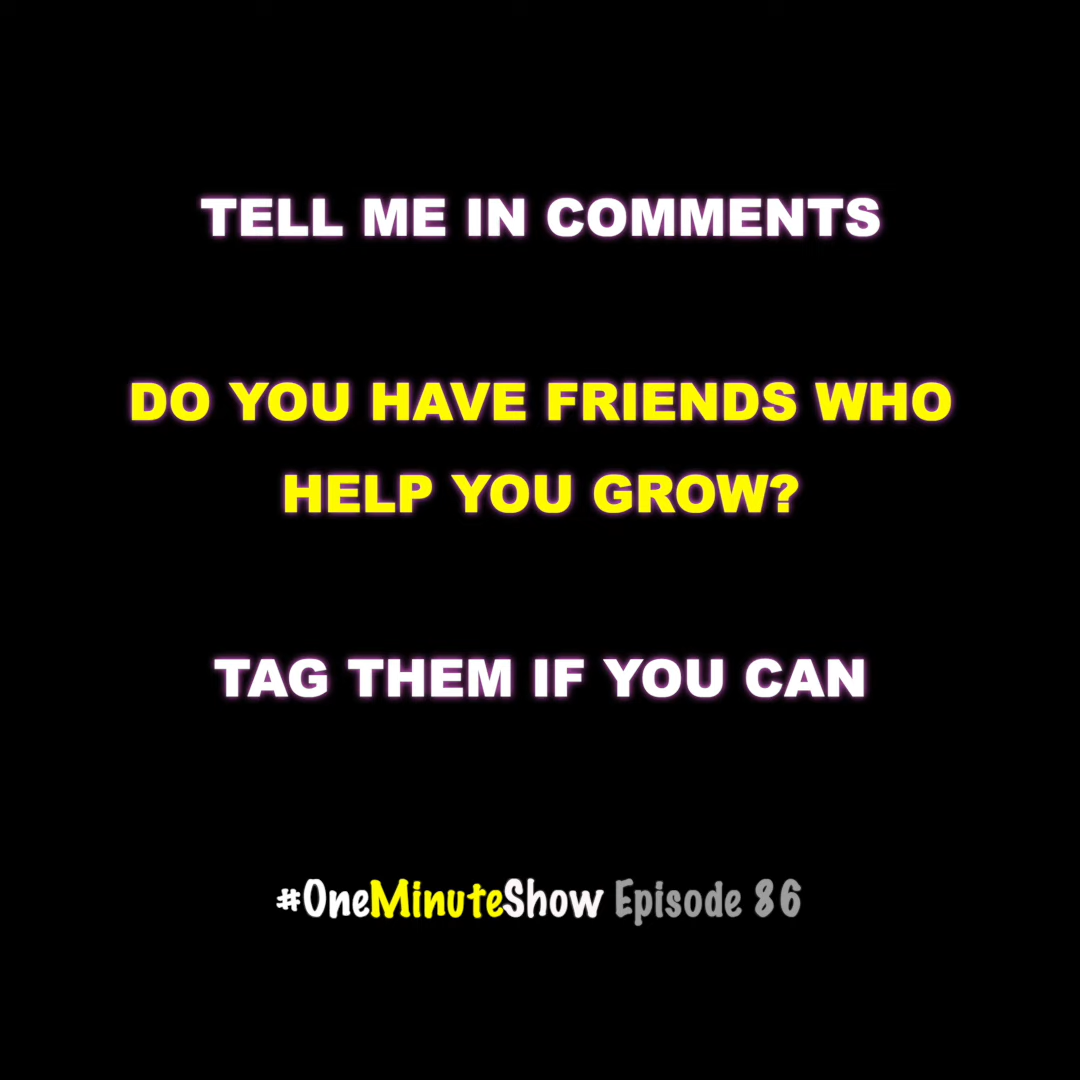 TELL ME IN COMMENTS
DO YOU HAVE FRIENDS WHO
HELP YOU GROW?
TAG THEM IF YOU CAN
#OneMinuteShow Episode 86